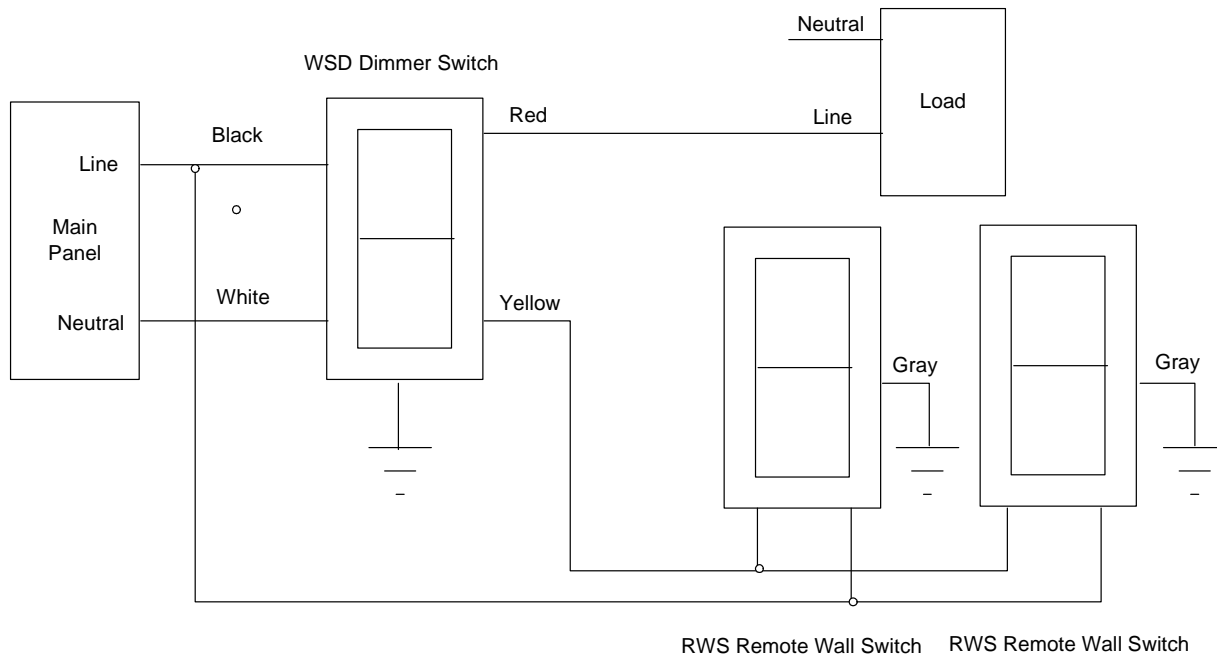 Neutral
WSD Dimmer Switch
Load
Red
Line
Black
Line
Main
Panel
White
Yellow
Neutral
Gray
Gray
RWS Remote Wall Switch
RWS Remote Wall Switch